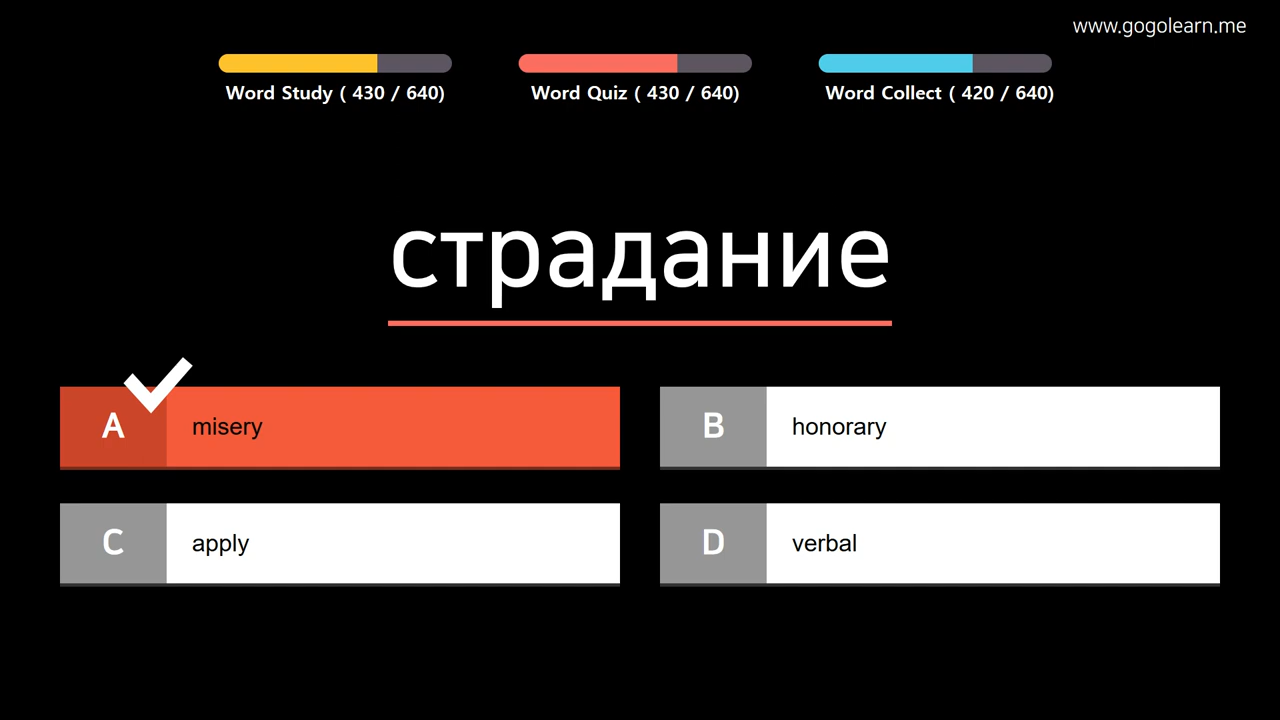 www.gogolearn.me
Word Study ( 430 / 640)
Word Quiz ( 430 / 640)
Word Collect ( 420 / 640)
страдание
A misery
B honorary
C apply
D verbal